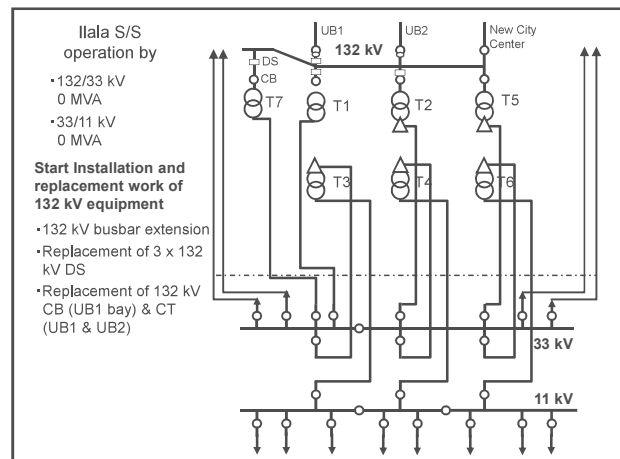 Ilala S/S
operation by
•132/33 kV
0 MVA
•33/11 kV
0 MVA
Start Installation and
replacement work of
132 kV equipment
•132 kV busbar extension
•Replacement of 3 x 132
kV DS
•Replacement of 132 kV
CB (UB1 bay) & CT
(UB1 & UB2)
UB1
UB2
New City
Center
132 kV
DS
CB
T7
T1
T2
T5
T3
T4
T6
33 kV
11 kV